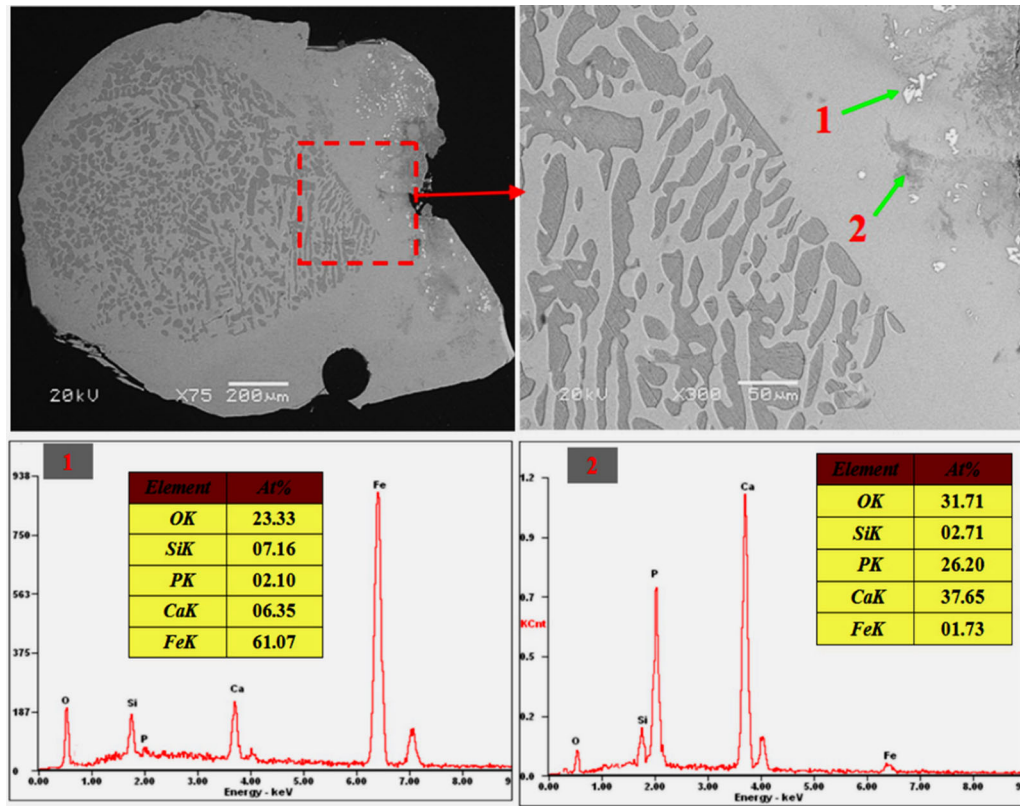 20kV X75 200µm
1
2
20kV X300 50µm
1
Element At%
OK 23.33
SiK 07.16
PK 02.10
CaK 06.35
FeK 61.07
938
750
563
375
187
0
O
Si
P
Ca
Fe
0.00 1.00 2.00 3.00 4.00 5.00 6.00 7.00 8.00 9
Energy - keV
2
Element At%
OK 31.71
SiK 02.71
PK 26.20
CaK 37.65
FeK 01.73
1.2
0.9
0.7
KCnt
0.5
0.2
0.0
O
Si
P
Ca
Fe
0.00 1.00 2.00 3.00 4.00 5.00 6.00 7.00 8.00 9
Energy - keV